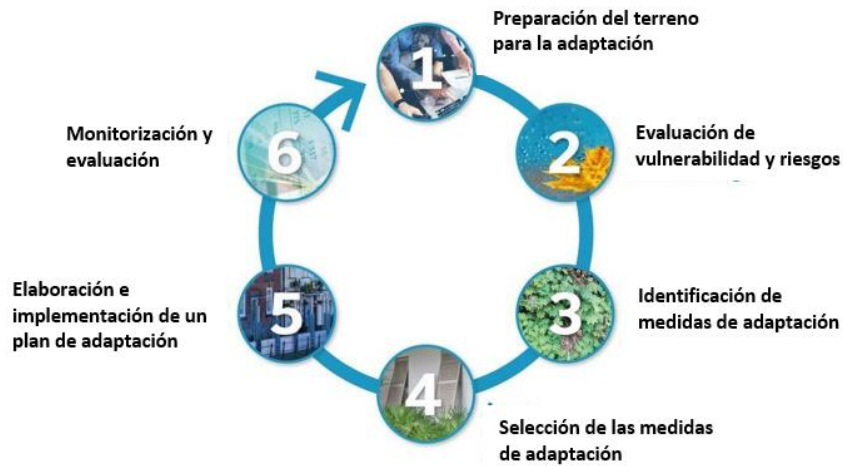 1
Preparación del terreno
para la adaptación
2
Evaluación de
vulnerabilidad y riesgos
3
Identificación de
medidas de adaptación
4
Selección de las medidas
de adaptación
5
Elaboración e
implementación de un
plan de adaptación
6
Monitorización y
evaluación